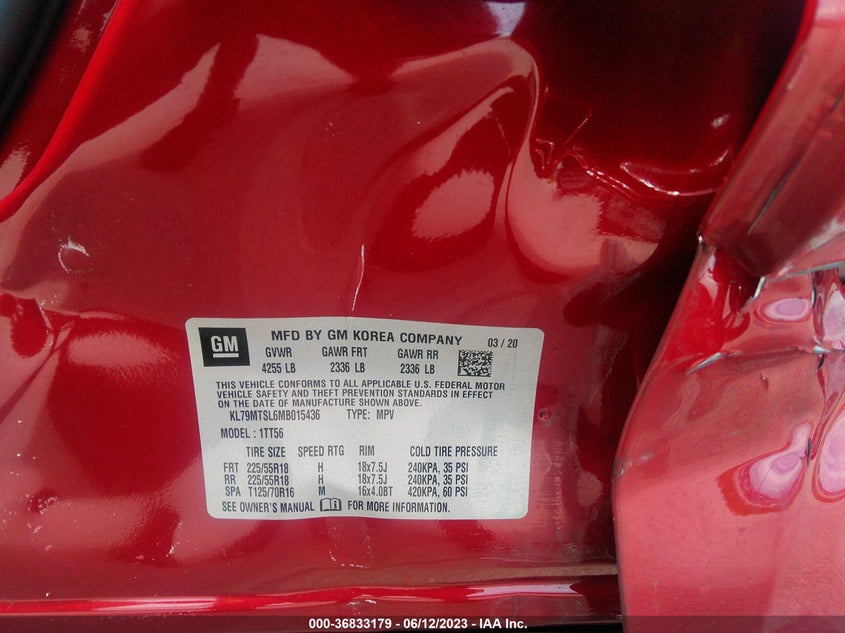 GM
MFD BY GM KOREA COMPANY 03 / 20
GVWR GAWR FRT GAWR RR
4255 LB 2336 LB 2336 LB
THIS VEHICLE CONFORMS TO ALL APPLICABLE U.S. FEDERAL MOTOR
VEHICLE SAFETY AND THEFT PREVENTION STANDARDS IN EFFECT
ON THE DATE OF MANUFACTURE SHOWN ABOVE.
KL79MTSL6MB015436 TYPE: MPV
MODEL : 1TT56
TIRE SIZE SPEED RTG RIM COLD TIRE PRESSURE
FRT 225/55R18 H 18x7.5J 240KPA, 35 PSI
RR 225/55R18 H 18x7.5J 240KPA, 35 PSI
SPA T125/70R16 M 16x4.0BT 420KPA, 60 PSI
SEE OWNER'S MANUAL FOR MORE INFORMATION.
000-36833179 - 06/12/2023 - IAA Inc.